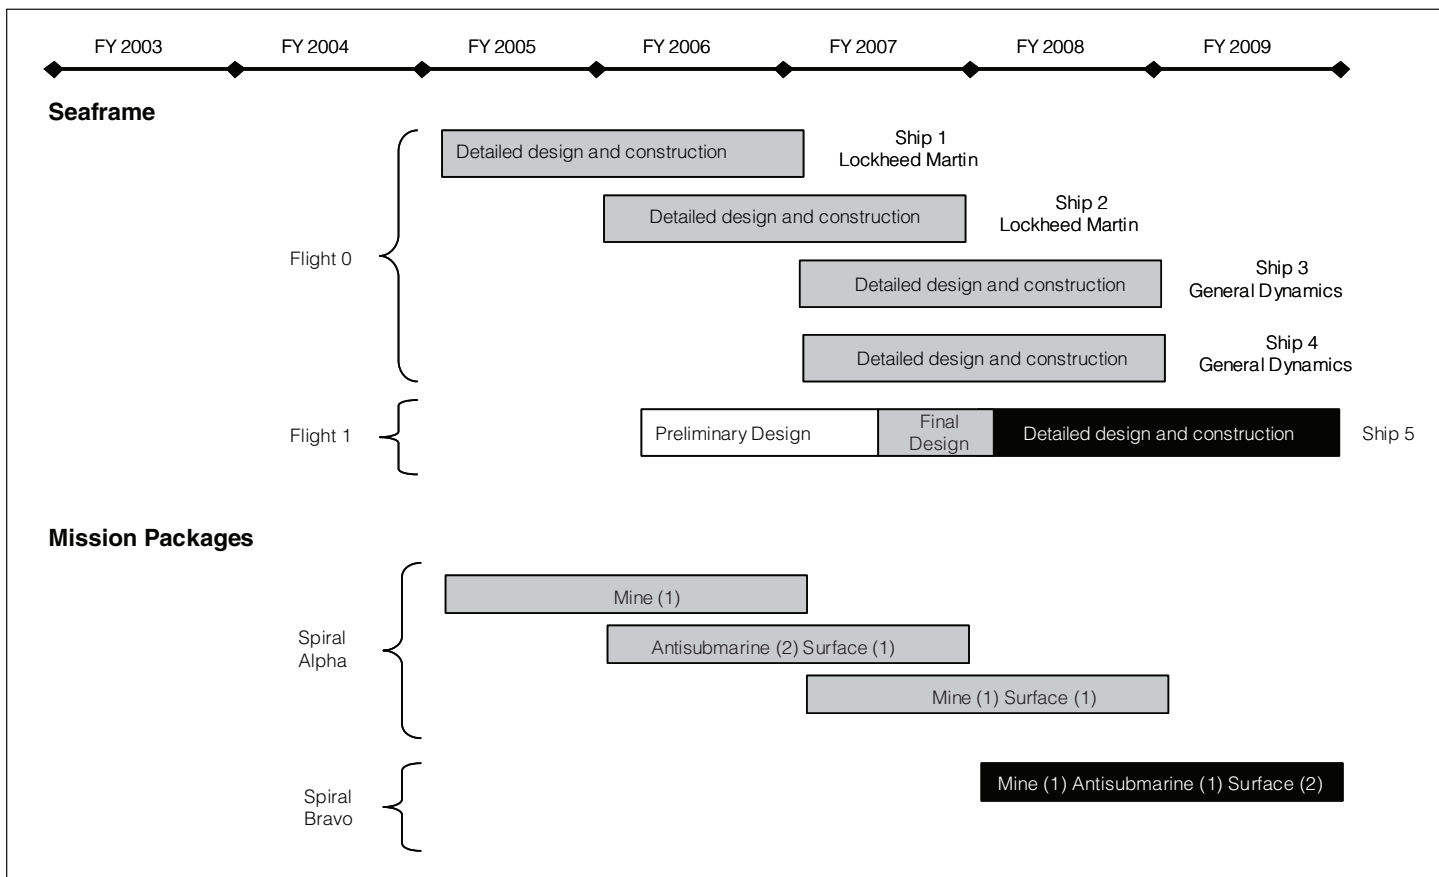 FY 2003 FY 2004 FY 2005 FY 2006 FY 2007 FY 2008 FY 2009
Seaframe
Flight 0
Detailed design and construction
Ship 1
Lockheed Martin
Detailed design and construction
Ship 2
Lockheed Martin
Detailed design and construction
Ship 3
General Dynamics
Detailed design and construction
Ship 4
General Dynamics
Flight 1
Preliminary Design
Final
Design
Detailed design and construction
Ship 5
Mission Packages
Spiral
Alpha
Mine (1)
Antisubmarine (2) Surface (1)
Mine (1) Surface (1)
Spiral
Bravo
Mine (1) Antisubmarine (1) Surface (2)